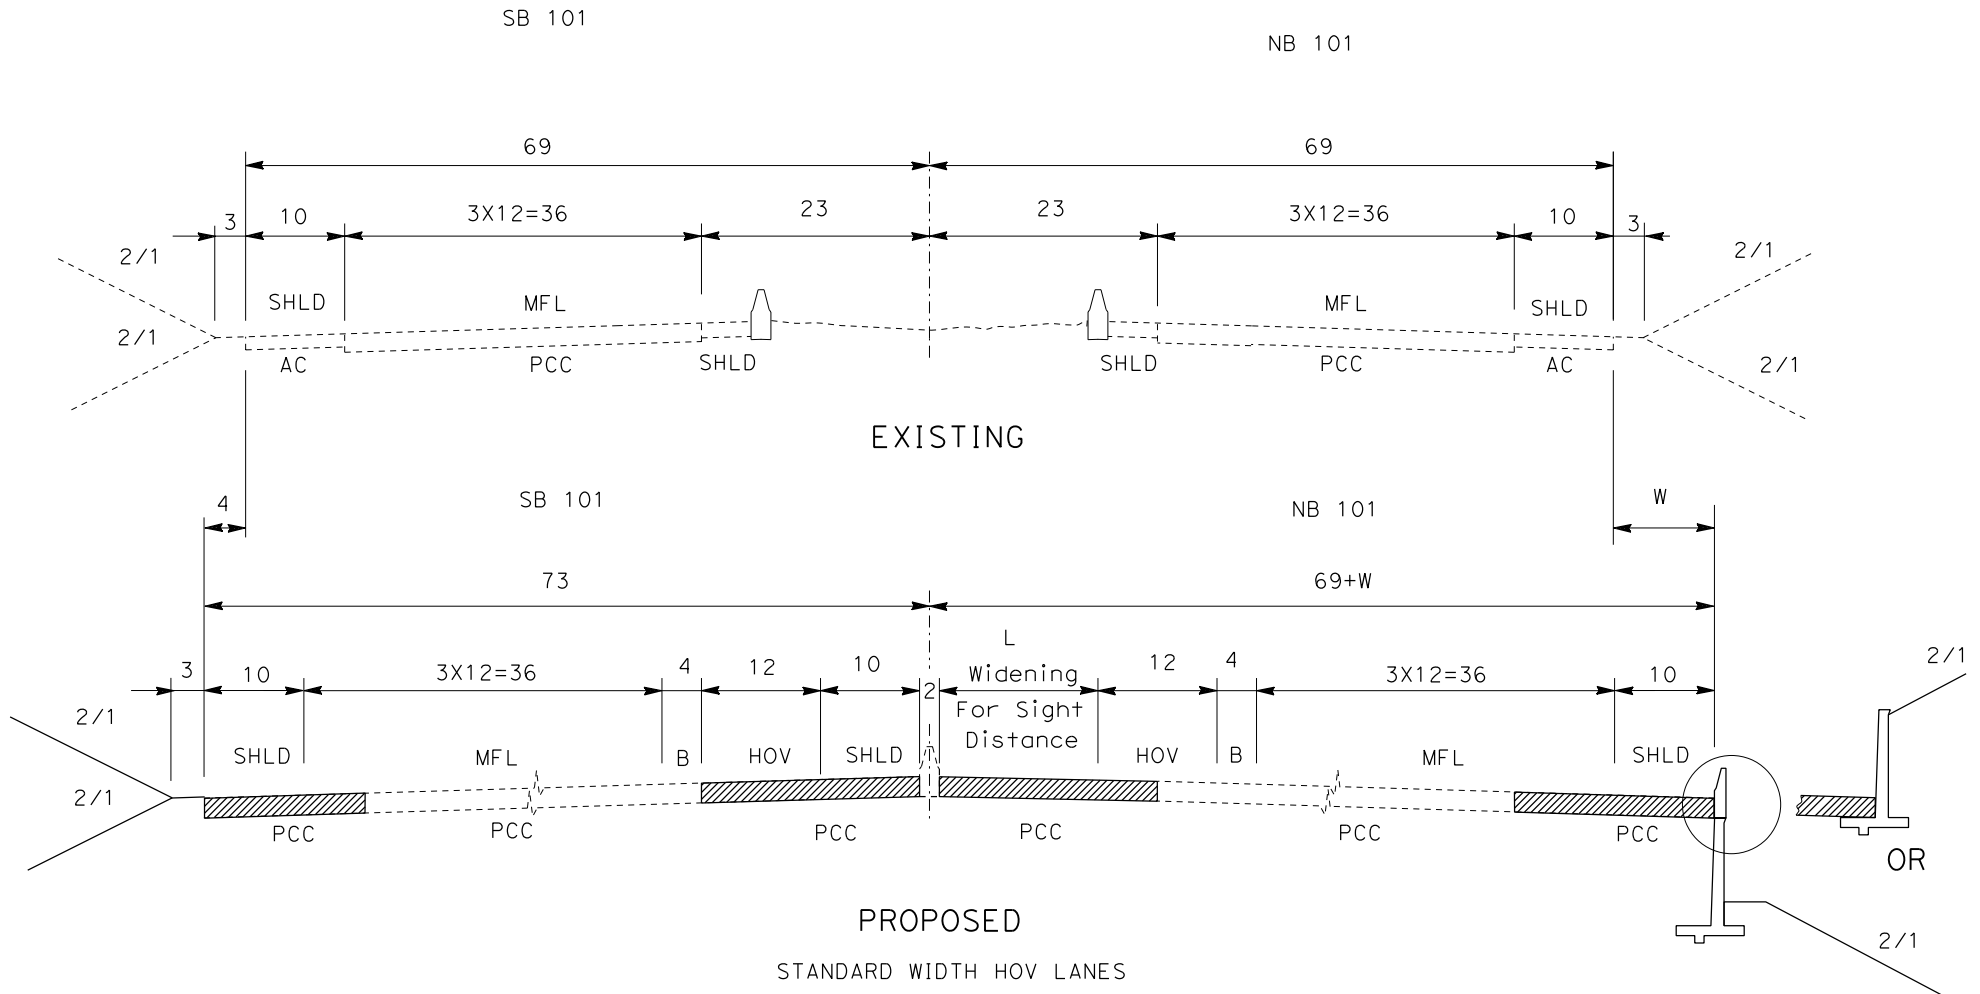 SB 101
NB 101
69 69
3 10 3X12=36 23 23 3X12=36 10 3
2/1 2/1
SHLD MFL MFL SHLD
2/1 AC PCC SHLD SHLD PCC AC 2/1
EXISTING
4 SB 101 NB 101 W
73 69+W
L
3 10 3X12=36 4 12 10 2 Widening 12 4 3X12=36 10 2/1
For Sight
Distance
2/1
SHLD MFL B HOV SHLD HOV B MFL SHLD
2/1
PCC PCC PCC PCC PCC PCC
OR
PROPOSED
2/1
STANDARD WIDTH HOV LANES